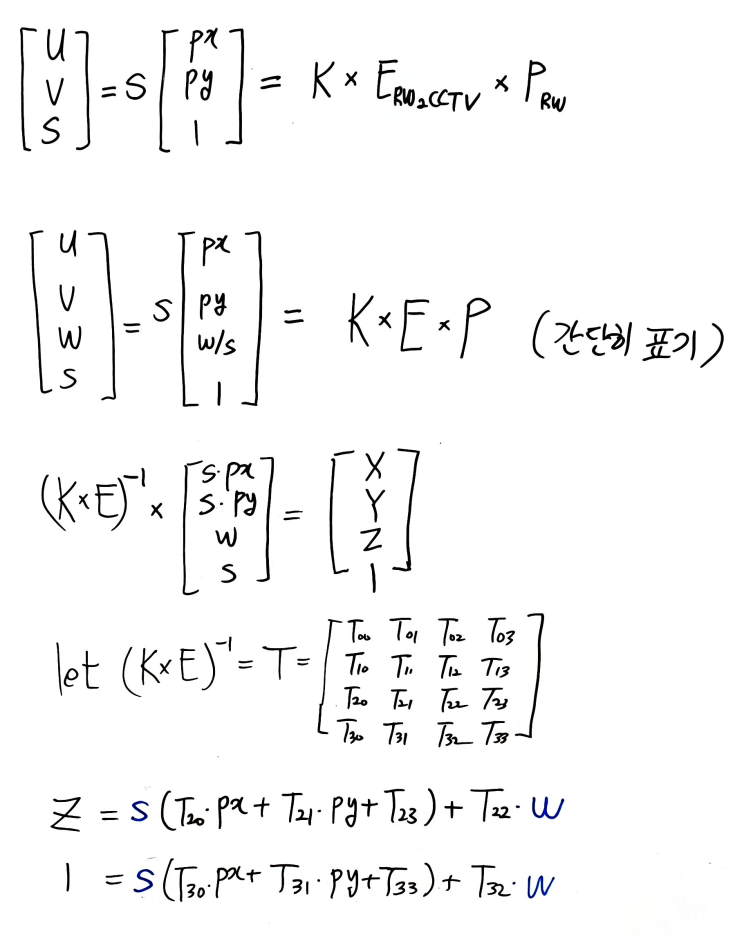 [U V S] = S [px py 1] = K × E_RW2CCTV × P_RW
[U V W S] = S [px py w/s 1] = K × E × P (간단히 표기)
(K×E)⁻¹ × [S·px S·py W S] = [X Y Z 1]
let (K×E)⁻¹ = T = [T₀₀ T₀₁ T₀₂ T₀₃
T₁₀ T₁₁ T₁₂ T₁₃
T₂₀ T₂₁ T₂₂ T₂₃
T₃₀ T₃₁ T₃₂ T₃₃]
Z = S(T₂₀·px + T₂₁·py + T₂₃) + T₂₂·W
1 = S(T₃₀·px + T₃₁·py + T₃₃) + T₃₂·W